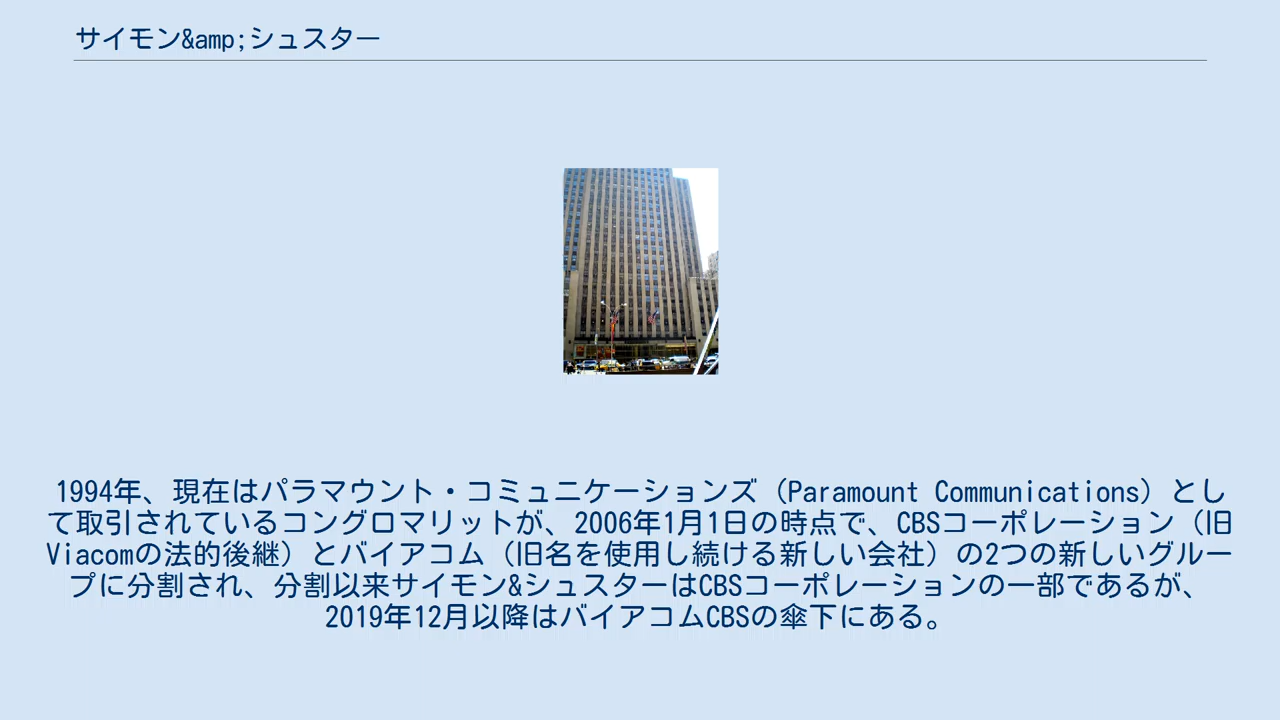 サイモン&amp;シュスター
1994年、現在はパラマウント・コミュニケーションズ（Paramount Communications）とし
て取引されているコングロマリットが、2006年1月1日の時点で、CBSコーポレーション（旧
Viacomの法的後継）とバイアコム（旧名を使用し続ける新しい会社）の2つの新しいグルー
プに分割され、分割以来サイモン&シュスターはCBSコーポレーションの一部であるが、
2019年12月以降はバイアコムCBSの傘下にある。